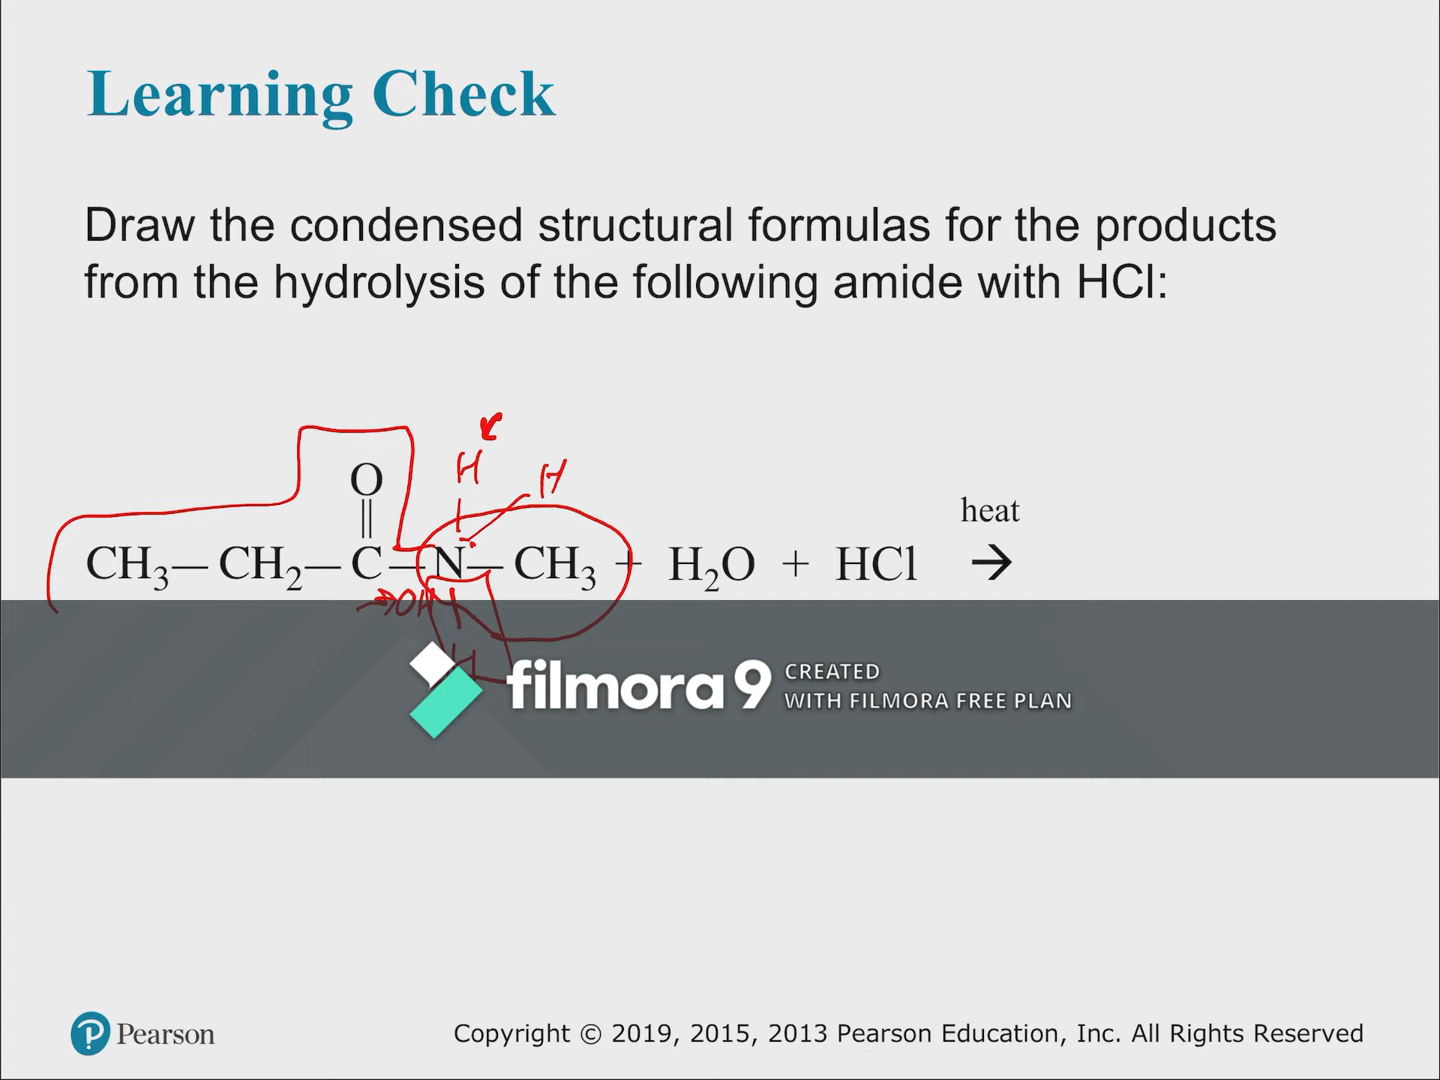 Learning Check
Draw the condensed structural formulas for the products
from the hydrolysis of the following amide with HCl:
H
H
O
heat
CH₃— CH₂— C —N— CH₃ + H₂O + HCl →
OH
H
filmora9 CREATED
WITH FILMORA FREE PLAN
Pearson
Copyright © 2019, 2015, 2013 Pearson Education, Inc. All Rights Reserved